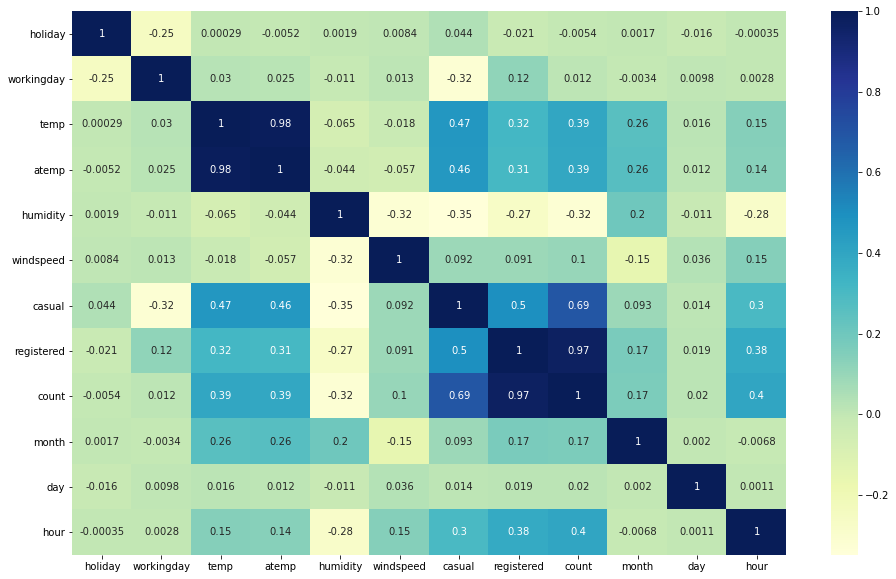 holiday 1 -0.25 0.00029 -0.0052 0.0019 0.0084 0.044 -0.021 -0.0054 0.0017 -0.016 -0.00035
workingday -0.25 1 0.03 0.025 -0.011 0.013 -0.32 0.12 0.012 -0.0034 0.0098 0.0028
temp 0.00029 0.03 1 0.98 -0.065 -0.018 0.47 0.32 0.39 0.26 0.016 0.15
atemp -0.0052 0.025 0.98 1 -0.044 -0.057 0.46 0.31 0.39 0.26 0.012 0.14
humidity 0.0019 -0.011 -0.065 -0.044 1 -0.32 -0.35 -0.27 -0.32 0.2 -0.011 -0.28
windspeed 0.0084 0.013 -0.018 -0.057 -0.32 1 0.092 0.091 0.1 -0.15 0.036 0.15
casual 0.044 -0.32 0.47 0.46 -0.35 0.092 1 0.5 0.69 0.093 0.014 0.3
registered -0.021 0.12 0.32 0.31 -0.27 0.091 0.5 1 0.97 0.17 0.019 0.38
count -0.0054 0.012 0.39 0.39 -0.32 0.1 0.69 0.97 1 0.17 0.02 0.4
month 0.0017 -0.0034 0.26 0.26 0.2 -0.15 0.093 0.17 0.17 1 0.002 -0.0068
day -0.016 0.0098 0.016 0.012 -0.011 0.036 0.014 0.019 0.02 0.002 1 0.0011
hour -0.00035 0.0028 0.15 0.14 -0.28 0.15 0.3 0.38 0.4 -0.0068 0.0011 1
holiday workingday temp atemp humidity windspeed casual registered count month day hour
1.0
0.8
0.6
0.4
0.2
0.0
−0.2